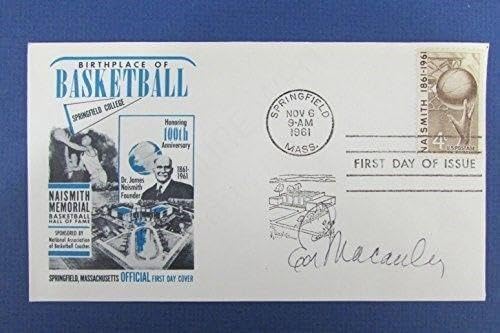 BIRTHPLACE OF
BASKETBALL
SPRINGFIELD COLLEGE
Honoring
100th
Anniversary
1861-
1961
Dr. James
Naismith
Founder
NAISMITH
MEMORIAL
BASKETBALL
HALL OF FAME
SPONSORED BY
National Association
of Basketball Coaches
SPRINGFIELD, MASSACHUSETTS OFFICIAL FIRST DAY COVER
SPRINGFIELD
NOV 6
9-AM
1961
MASS.
NAISMITH 1861-1961
4¢
U.S. POSTAGE
FIRST DAY OF ISSUE
Ed Macauley